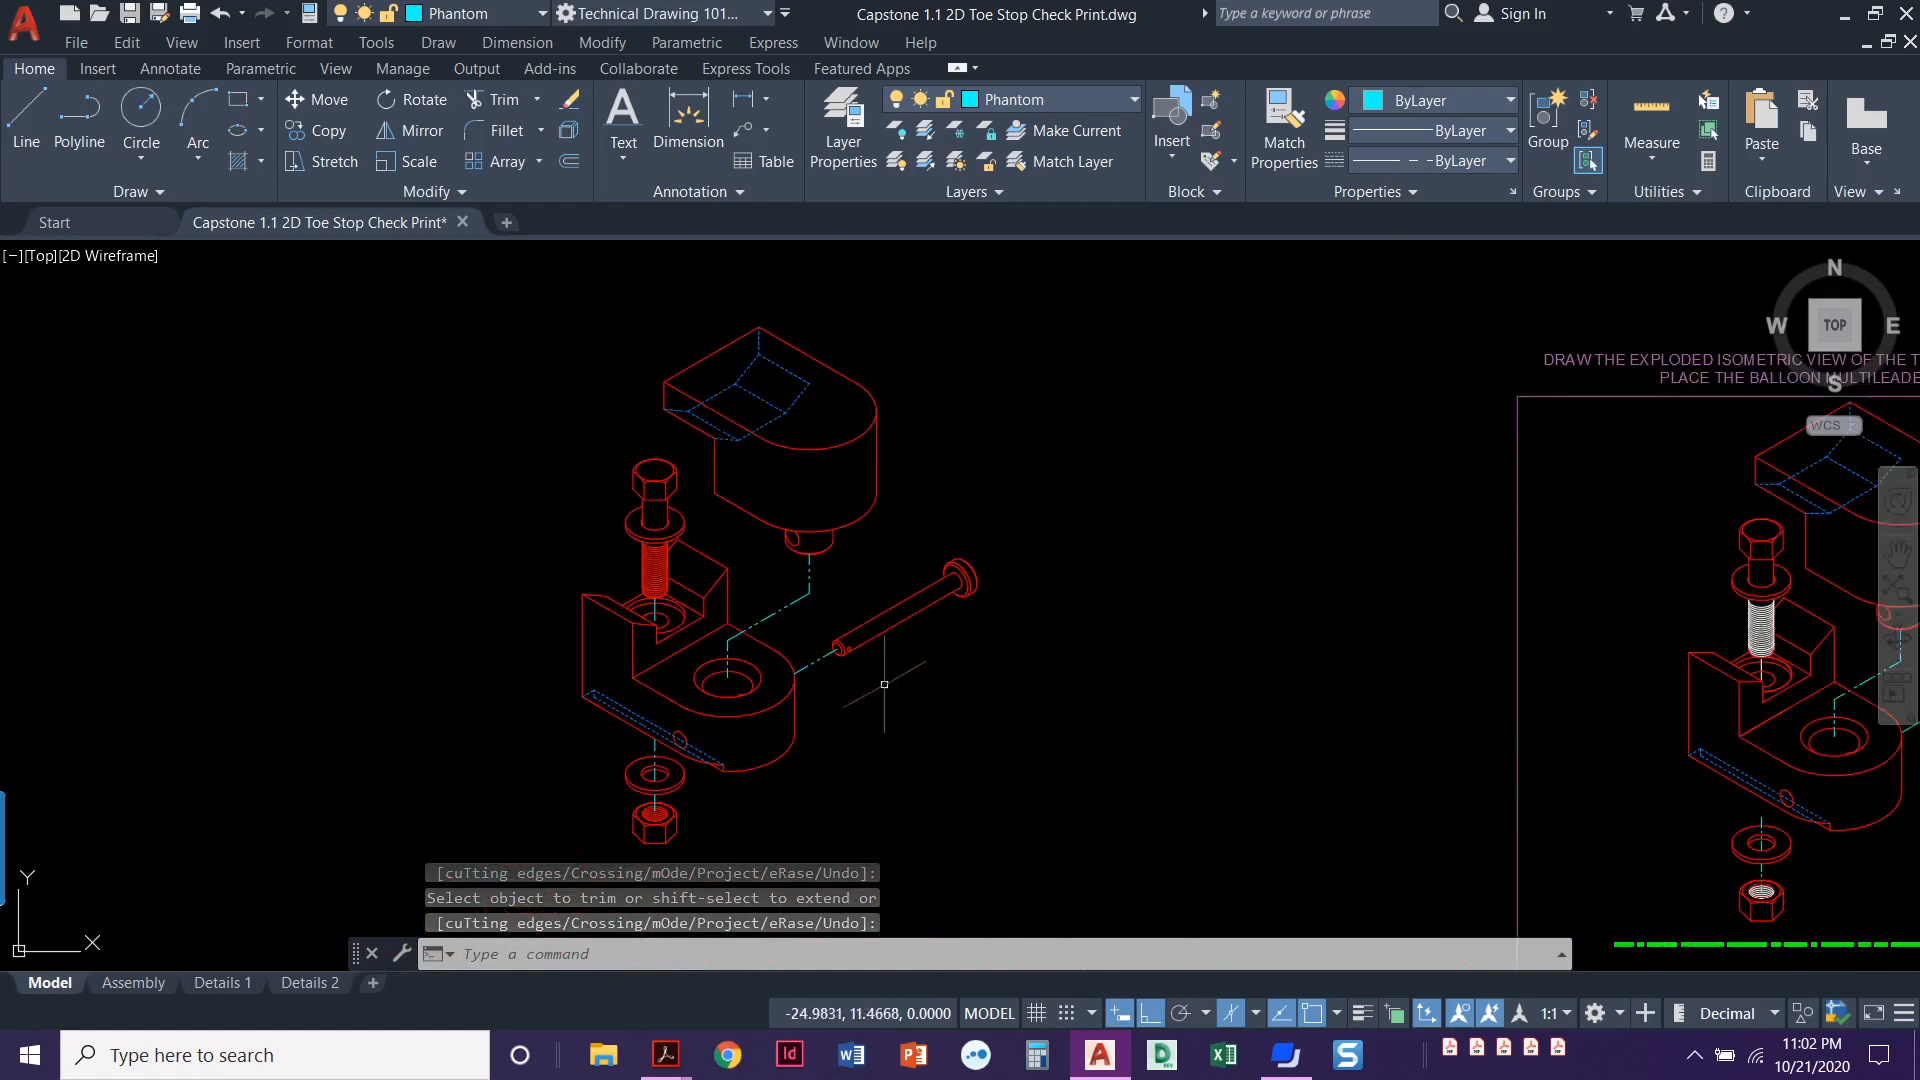 Phantom
Technical Drawing 101...
Capstone 1.1 2D Toe Stop Check Print.dwg
Type a keyword or phrase
Sign In
File Edit View Insert Format Tools Draw Dimension Modify Parametric Express Window Help
Home Insert Annotate Parametric View Manage Output Add-ins Collaborate Express Tools Featured Apps
Line Polyline Circle Arc
Move Rotate Trim
Copy Mirror Fillet
Stretch Scale Array
Text Dimension Table
Layer Properties
Phantom
Make Current
Match Layer
Insert
Match Properties
ByLayer
ByLayer
ByLayer
Group
Measure
Paste
Base
Draw Modify Annotation Layers Block Properties Groups Utilities Clipboard View
Start
Capstone 1.1 2D Toe Stop Check Print*
[−][Top][2D Wireframe]
N
W TOP E
S
WCS
DRAW THE EXPLODED ISOMETRIC VIEW OF THE T
PLACE THE BALLOON MULTILEADE
Y
X
[cuTting edges/Crossing/mOde/Project/eRase/Undo]:
Select object to trim or shift-select to extend or
[cuTting edges/Crossing/mOde/Project/eRase/Undo]:
Type a command
Model Assembly Details 1 Details 2
-24.9831, 11.4668, 0.0000 MODEL 1:1 Decimal
Type here to search
11:02 PM
10/21/2020